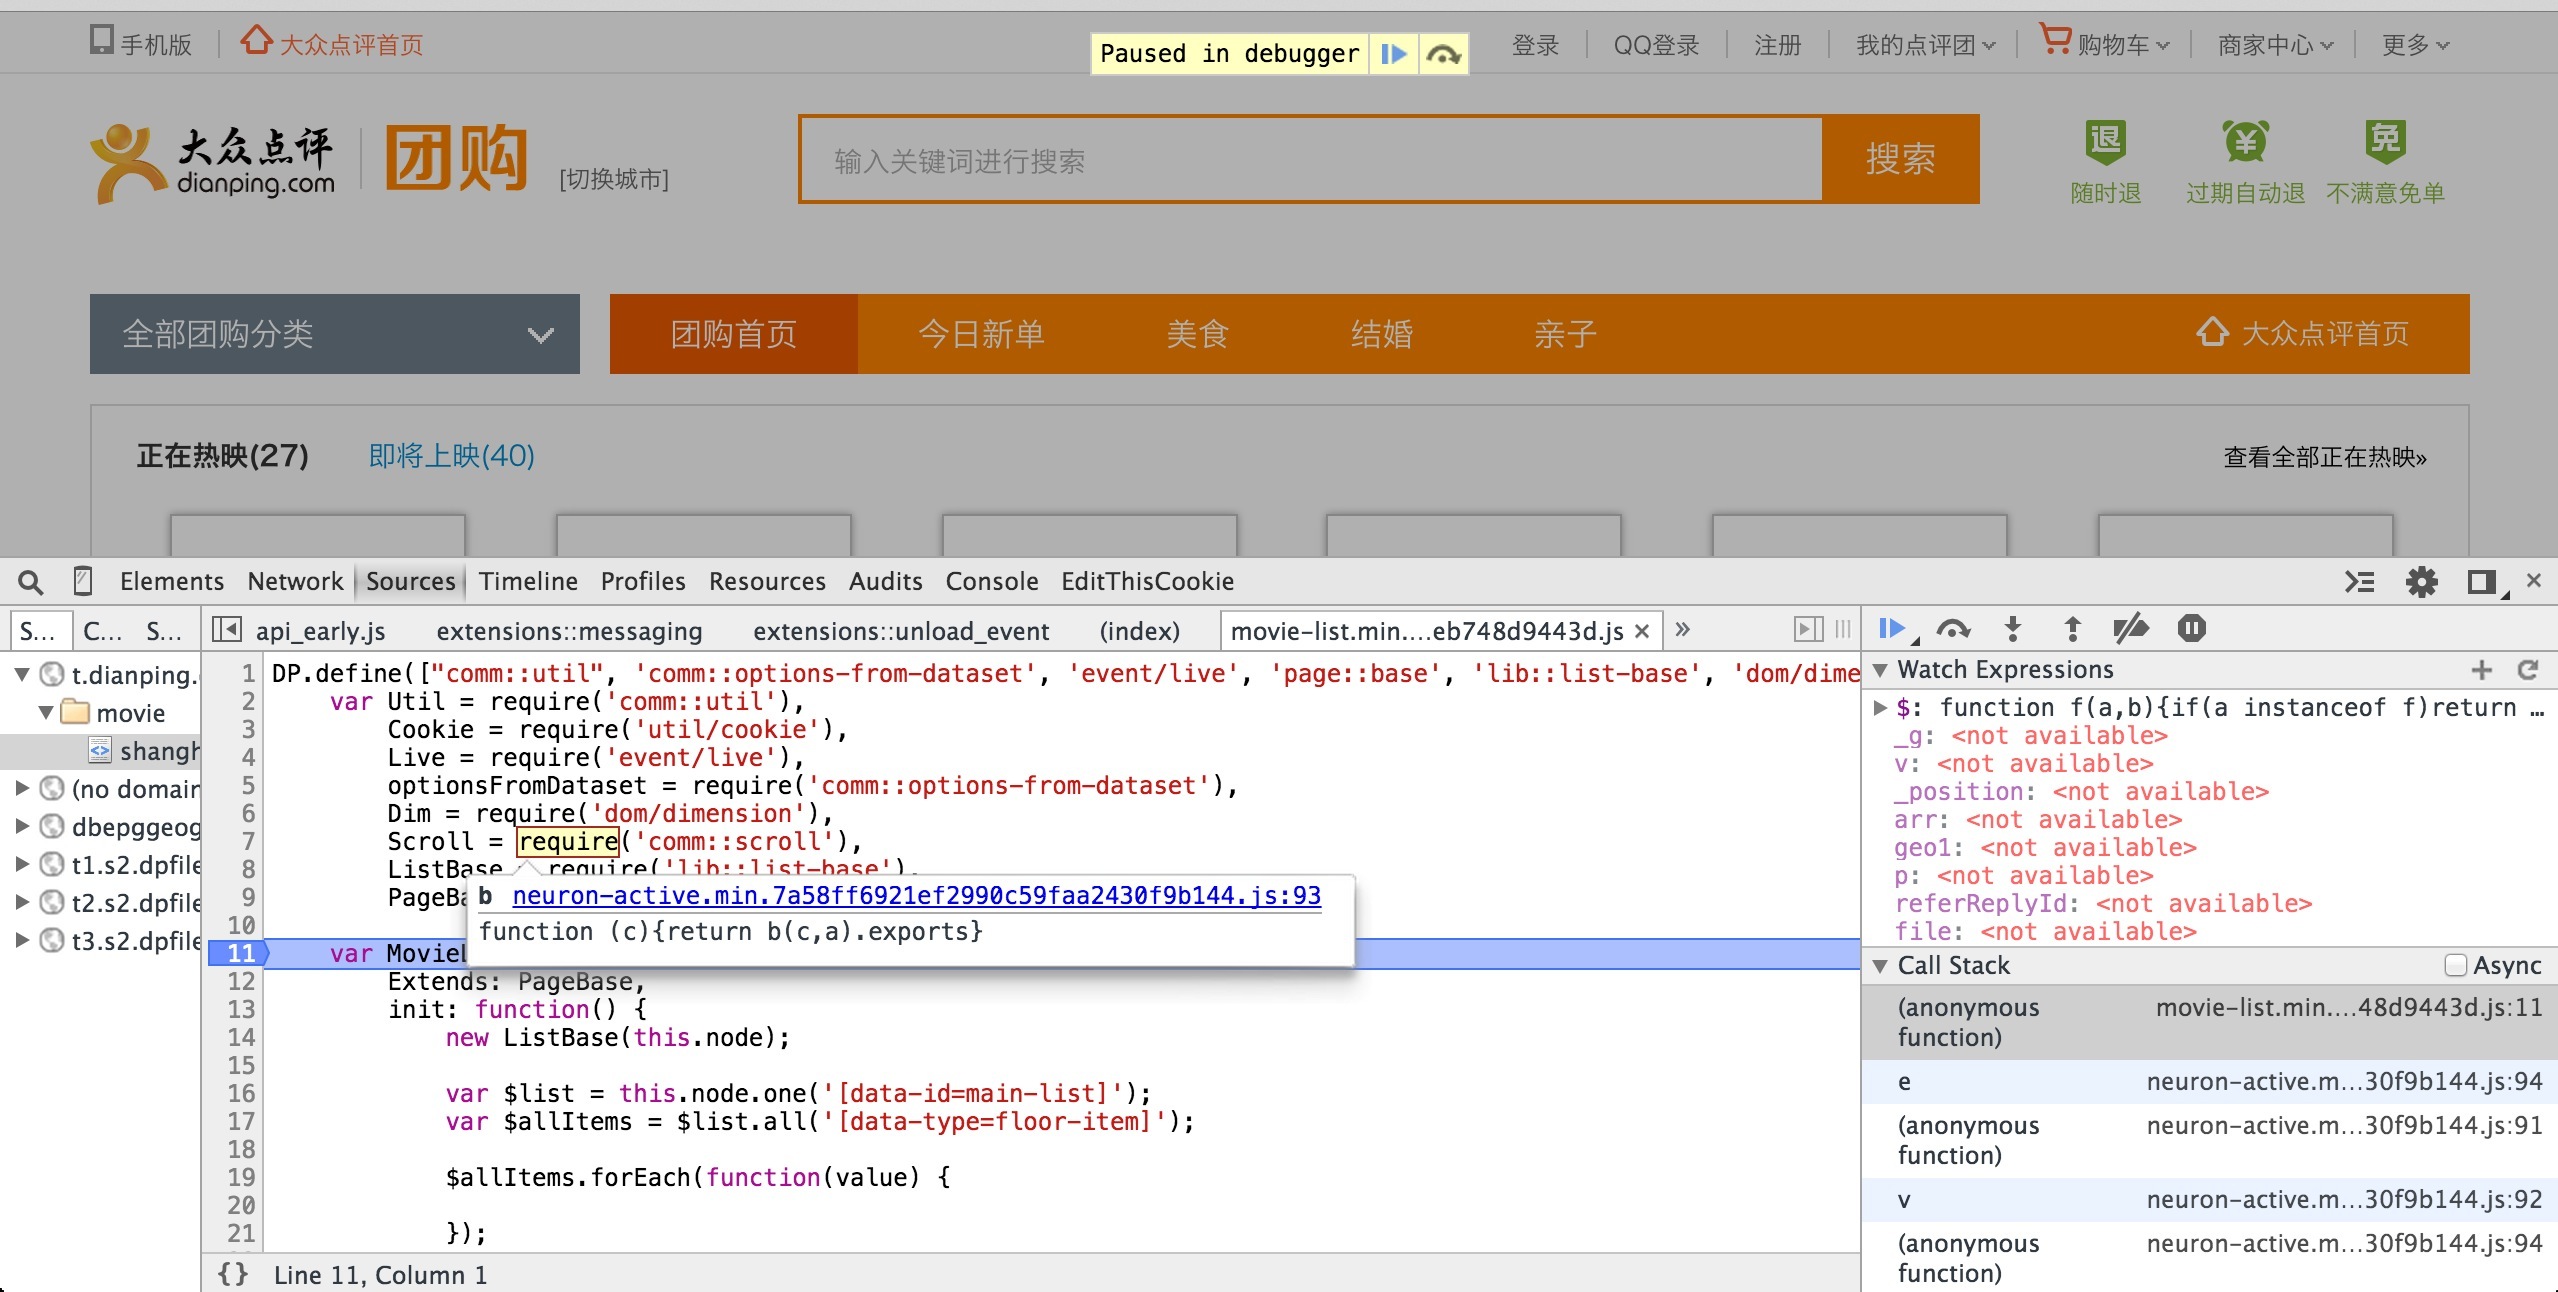 手机版 大众点评首页 Paused in debugger 登录 QQ登录 注册 我的点评团 购物车 商家中心 更多
大众点评 团购
dianping.com [切换城市]
输入关键词进行搜索 搜索
退 ¥ 免
随时退 过期自动退 不满意免单
全部团购分类 团购首页 今日新单 美食 结婚 亲子 大众点评首页
正在热映(27) 即将上映(40) 查看全部正在热映»
Elements Network Sources Timeline Profiles Resources Audits Console EditThisCookie
S... C... S... api_early.js extensions::messaging extensions::unload_event (index) movie-list.min....eb748d9443d.js × »
t.dianping.
movie
shangh
(no domain
dbepggeog
t1.s2.dpfile
t2.s2.dpfile
t3.s2.dpfile
1 DP.define(["comm::util", 'comm::options-from-dataset', 'event/live', 'page::base', 'lib::list-base', 'dom/dime
2 var Util = require('comm::util'),
3 Cookie = require('util/cookie'),
4 Live = require('event/live'),
5 optionsFromDataset = require('comm::options-from-dataset'),
6 Dim = require('dom/dimension'),
7 Scroll = require('comm::scroll'),
8 ListBase = require('lib::list-base'),
9 PageBa
b neuron-active.min.7a58ff6921ef2990c59faa2430f9b144.js:93
function (c){return b(c,a).exports}
10
11 var MovieL
12 Extends: PageBase,
13 init: function() {
14 new ListBase(this.node);
15
16 var $list = this.node.one('[data-id=main-list]');
17 var $allItems = $list.all('[data-type=floor-item]');
18
19 $allItems.forEach(function(value) {
20
21 });
{} Line 11, Column 1
Watch Expressions
$: function f(a,b){if(a instanceof f)return …
_g: <not available>
v: <not available>
_position: <not available>
arr: <not available>
geo1: <not available>
p: <not available>
referReplyId: <not available>
file: <not available>
Call Stack Async
(anonymous function) movie-list.min....48d9443d.js:11
e neuron-active.m...30f9b144.js:94
(anonymous function) neuron-active.m...30f9b144.js:91
v neuron-active.m...30f9b144.js:92
(anonymous function) neuron-active.m...30f9b144.js:94